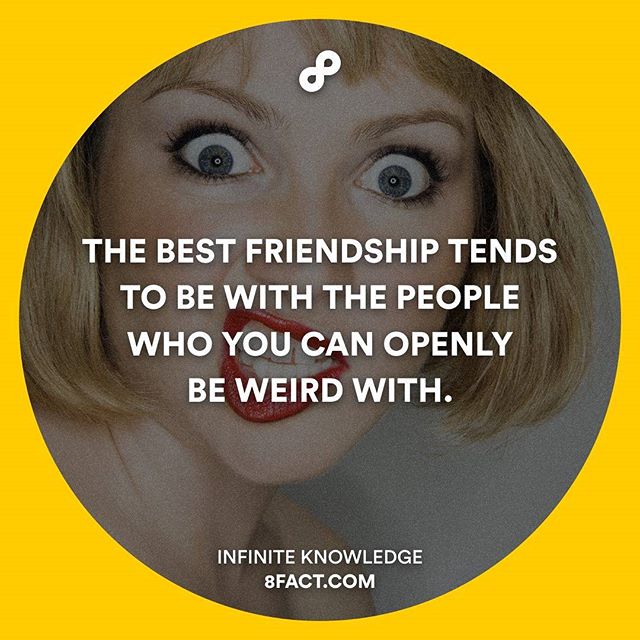 THE BEST FRIENDSHIP TENDS
TO BE WITH THE PEOPLE
WHO YOU CAN OPENLY
BE WEIRD WITH.
INFINITE KNOWLEDGE
8FACT.COM